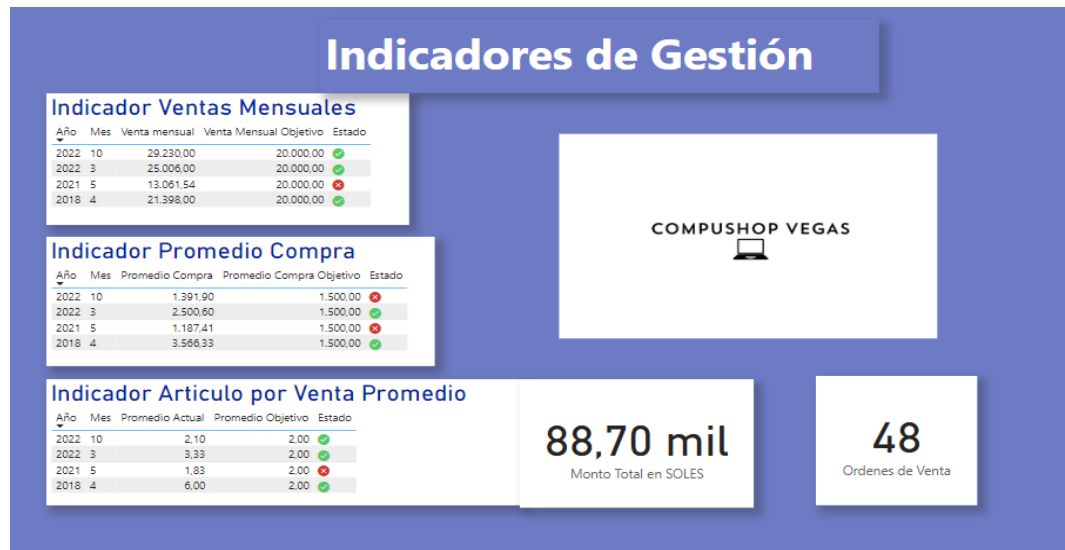 Indicadores de Gestión
Indicador Ventas Mensuales
Año Mes Venta mensual Venta Mensual Objetivo Estado
2022 10 29.230,00 20.000,00
2022 3 25.006,00 20.000,00
2021 5 13.061,54 20.000,00
2018 4 21.398,00 20.000,00
COMPUSHOP VEGAS
Indicador Promedio Compra
Año Mes Promedio Compra Promedio Compra Objetivo Estado
2022 10 1.391,90 1.500,00
2022 3 2.500,60 1.500,00
2021 5 1.187,41 1.500,00
2018 4 3.566,33 1.500,00
Indicador Articulo por Venta Promedio
Año Mes Promedio Actual Promedio Objetivo Estado
2022 10 2,10 2,00
2022 3 3,33 2,00
2021 5 1,83 2,00
2018 4 6,00 2,00
88,70 mil
Monto Total en SOLES
48
Ordenes de Venta